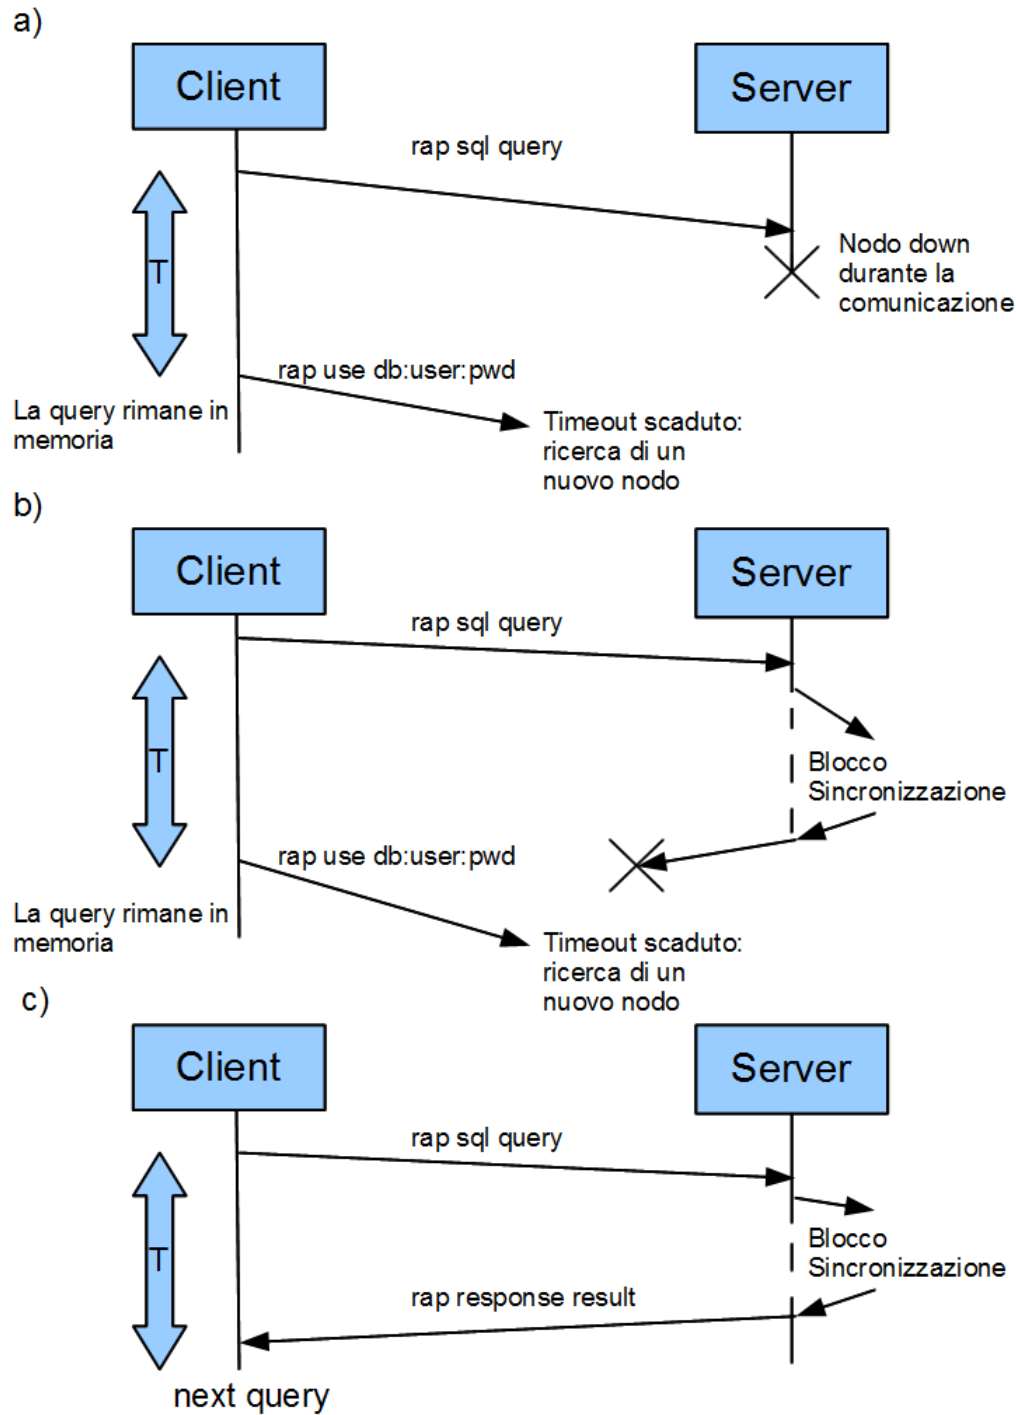 a)
Client
Server
rap sql query
T
Nodo down
durante la
comunicazione
rap use db:user:pwd
La query rimane in
memoria
Timeout scaduto:
ricerca di un
nuovo nodo
b)
Client
Server
rap sql query
T
Blocco
Sincronizzazione
rap use db:user:pwd
La query rimane in
memoria
Timeout scaduto:
ricerca di un
nuovo nodo
c)
Client
Server
rap sql query
T
Blocco
Sincronizzazione
rap response result
next query